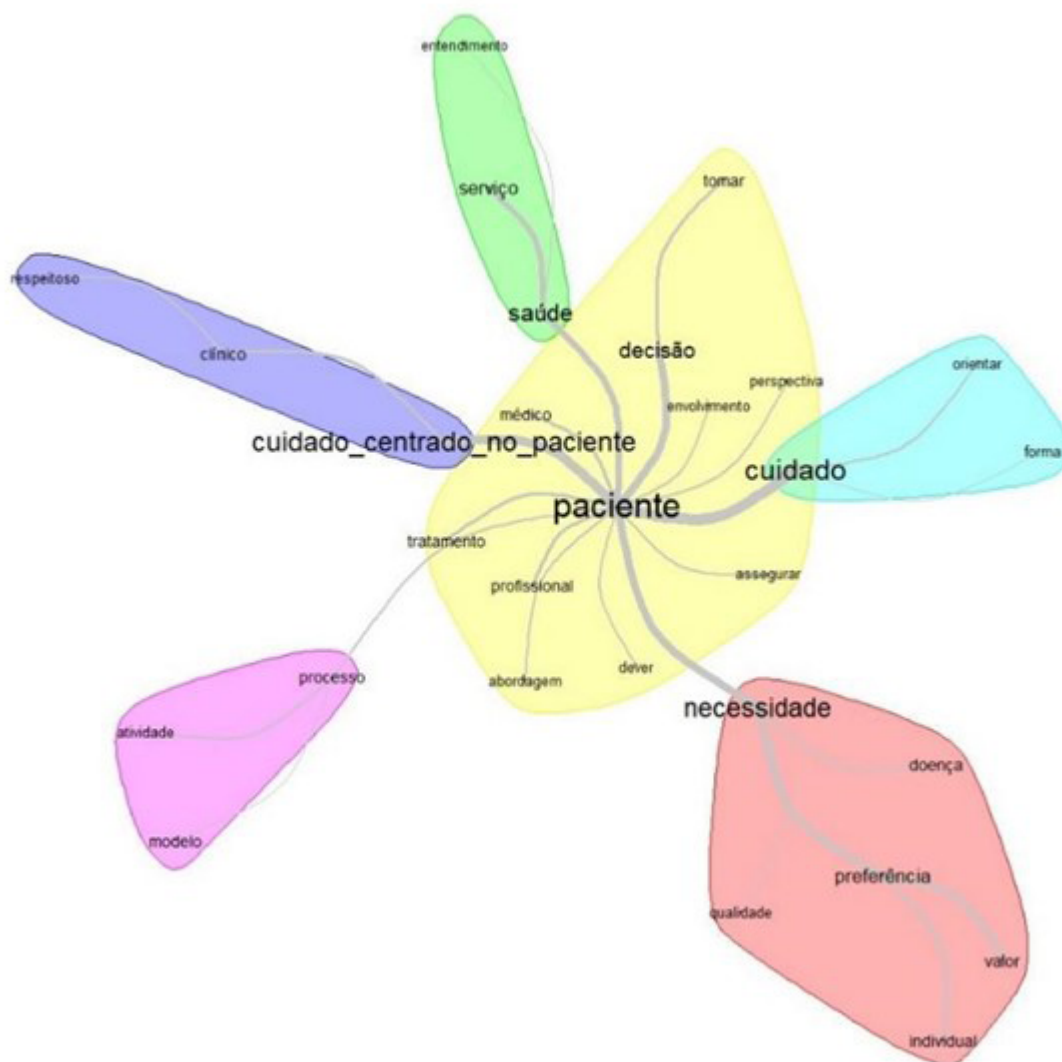 entendimento
tomar
serviço
respeitoso
saúde
decisão
clínico
orientar
perspectiva
envolvimento
médico
cuidado_centrado_no_paciente
forma
cuidado
paciente
tratamento
assegurar
profissional
dever
processo
abordagem
necessidade
atividade
doença
modelo
preferência
qualidade
valor
individual